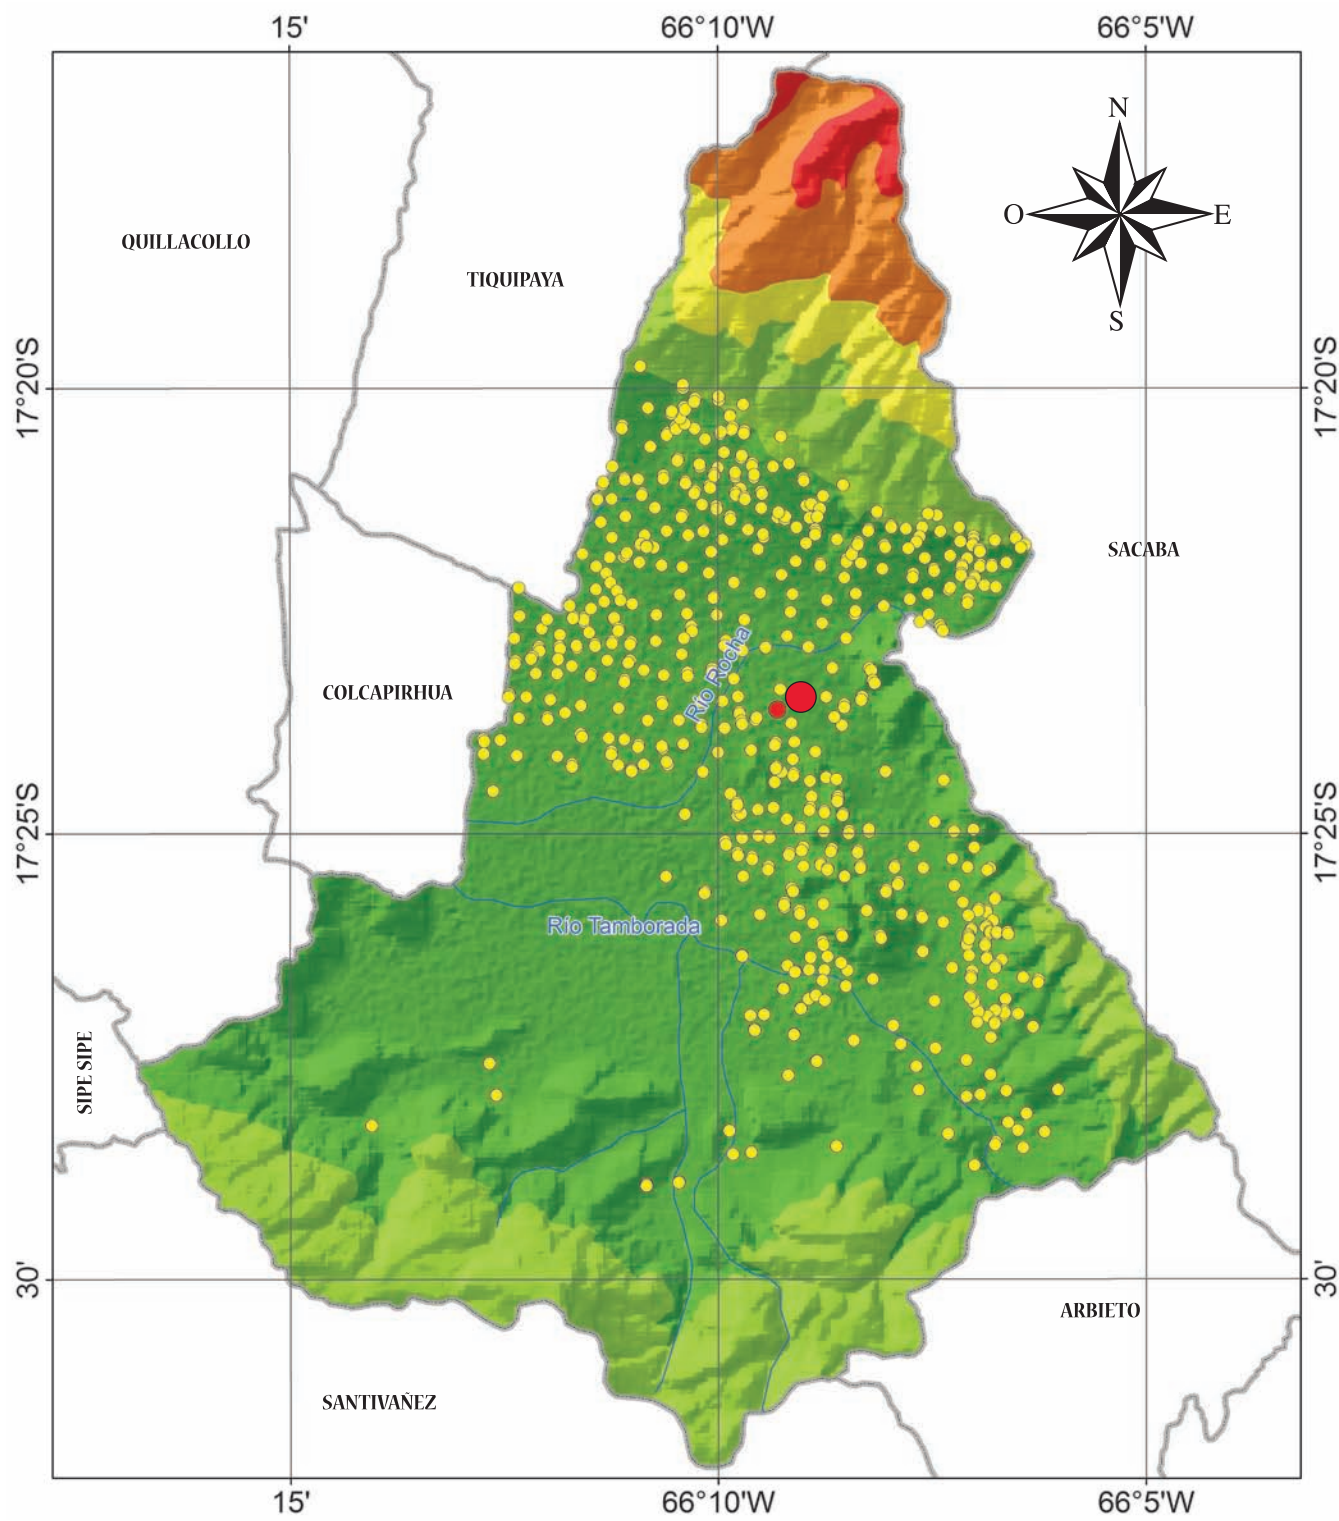 15'
66°10'W
66°5'W
N
QUILLACOLLO
O
E
TIQUIPAYA
S
17°20'S
17°20'S
SACABA
Río Rocha
COLCAPIRHUA
17°25'S
17°25'S
Río Tamborada
SIPE SIPE
30'
30'
ARBIETO
SANTIVAÑEZ
15'
66°10'W
66°5'W